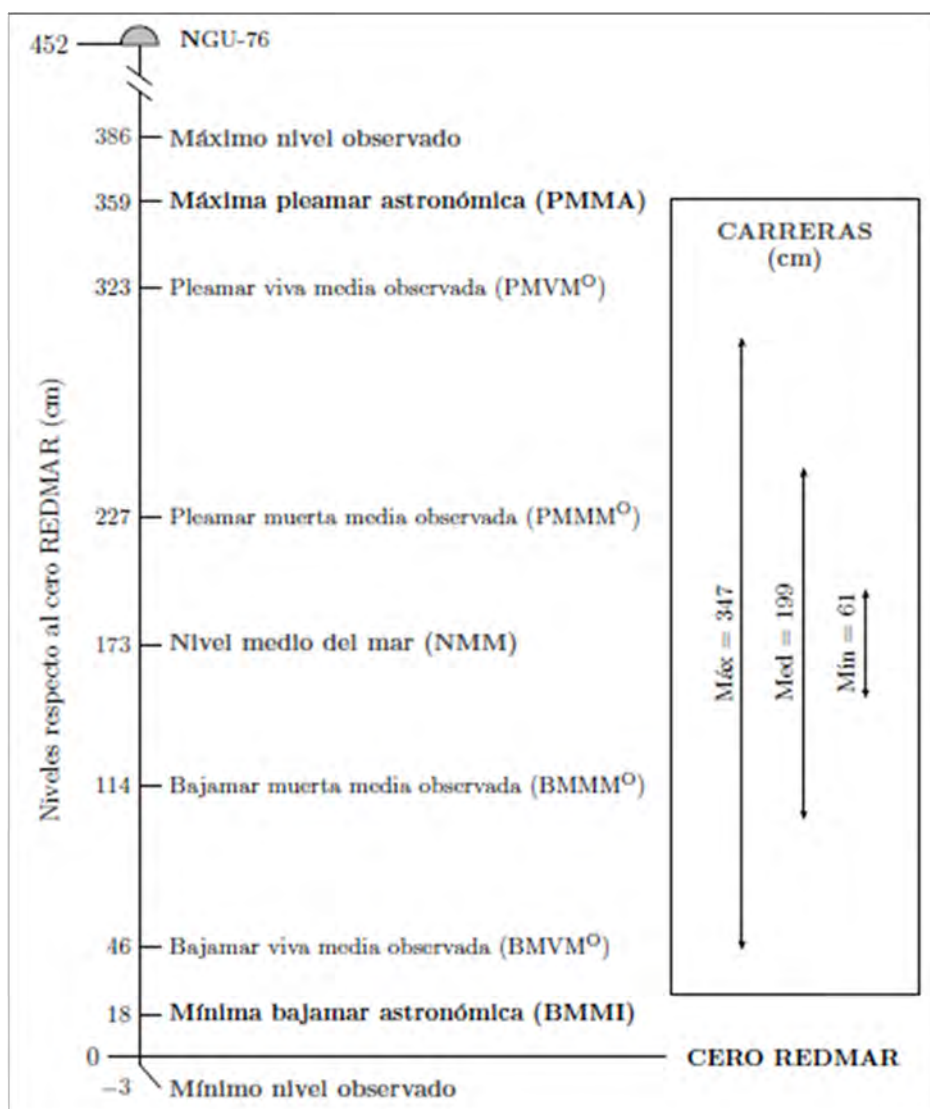 452 NGU-76
386 Máximo nivel observado
359 Máxima pleamar astronómica (PMMA)
323 Pleamar viva media observada (PMVMᴼ)
227 Pleamar muerta media observada (PMMMᴼ)
173 Nivel medio del mar (NMM)
114 Bajamar muerta media observada (BMMMᴼ)
46 Bajamar viva media observada (BMVMᴼ)
18 Mínima bajamar astronómica (BMMI)
0 CERO REDMAR
−3 Mínimo nivel observado
Niveles respecto al cero REDMAR (cm)
CARRERAS
(cm)
Máx = 347
Med = 199
Mín = 61